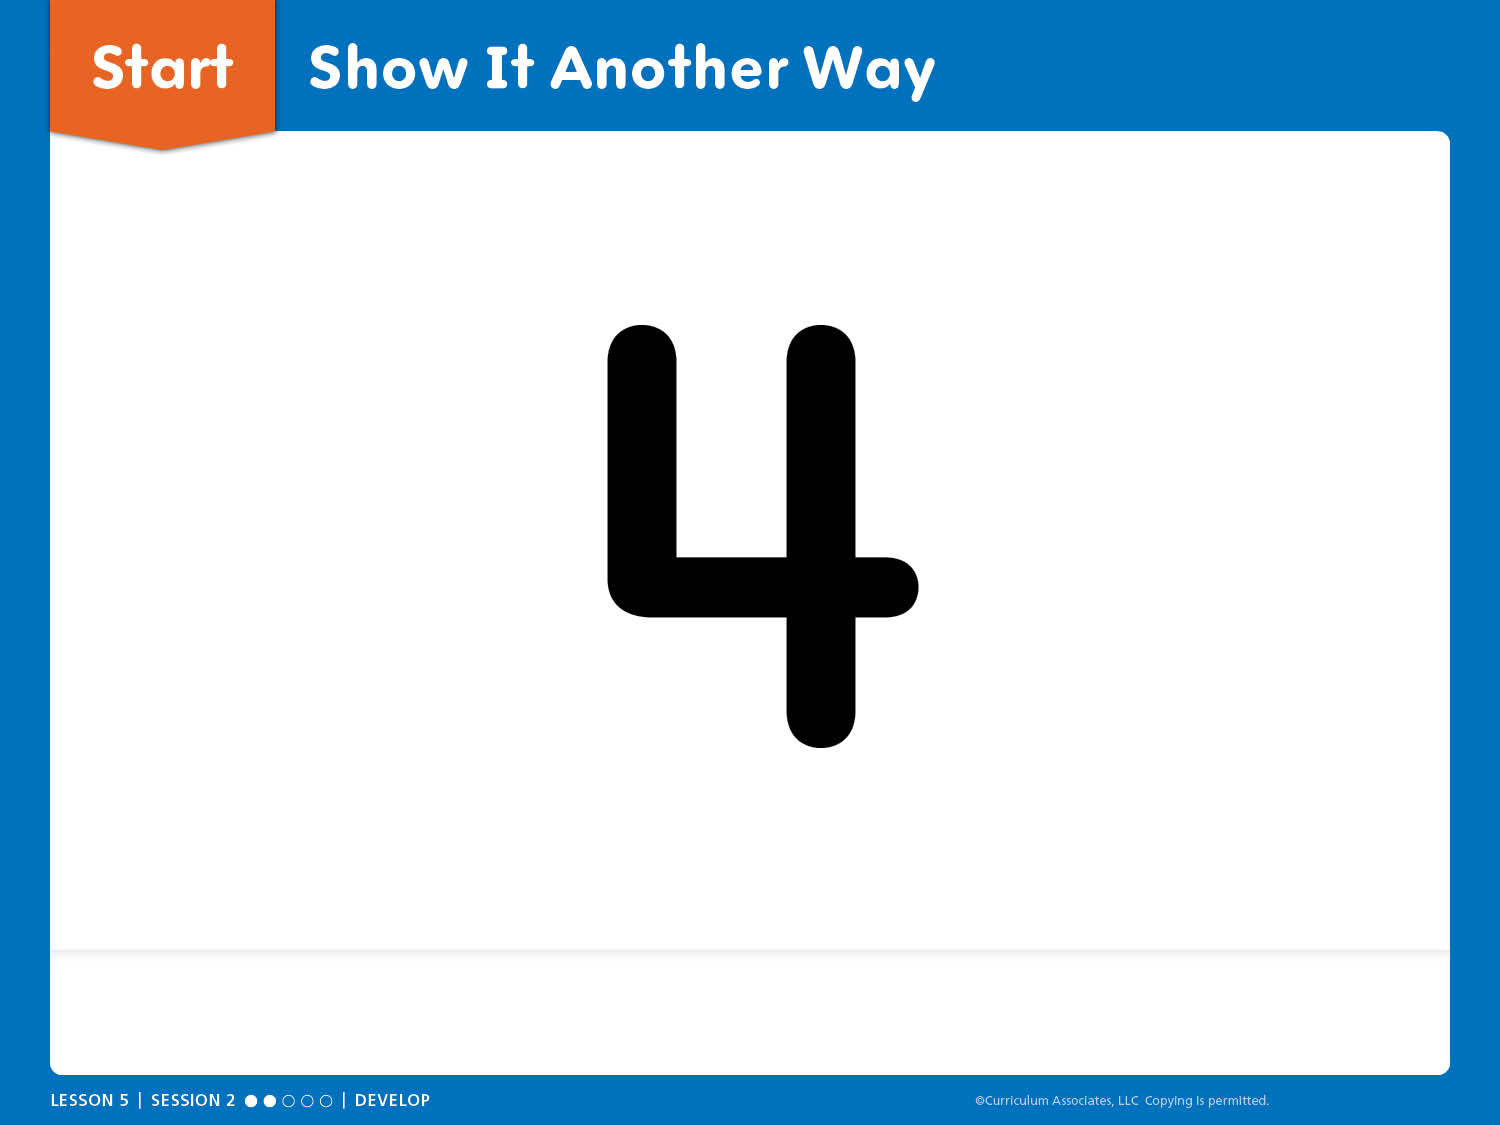 Start
Show It Another Way
4
LESSON 5 | SESSION 2 ●●○○○ | DEVELOP
©Curriculum Associates, LLC Copying is permitted.